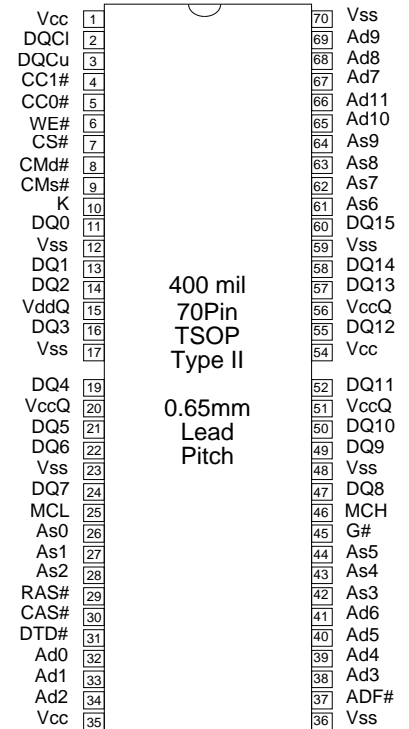 Vcc 1 70 Vss
DQCl 2 69 Ad9
DQCu 3 68 Ad8
CC1# 4 67 Ad7
CC0# 5 66 Ad11
WE# 6 65 Ad10
CS# 7 64 As9
CMd# 8 63 As8
CMs# 9 62 As7
K 10 61 As6
DQ0 11 60 DQ15
Vss 12 59 Vss
DQ1 13 58 DQ14
DQ2 14 57 DQ13
VddQ 15 56 VccQ
DQ3 16 55 DQ12
Vss 17 54 Vcc
400 mil
70Pin
TSOP
Type II
DQ4 19 52 DQ11
VccQ 20 51 VccQ
DQ5 21 50 DQ10
DQ6 22 49 DQ9
Vss 23 48 Vss
DQ7 24 47 DQ8
0.65mm
Lead
Pitch
MCL 25 46 MCH
As0 26 45 G#
As1 27 44 As5
As2 28 43 As4
RAS# 29 42 As3
CAS# 30 41 Ad6
DTD# 31 40 Ad5
Ad0 32 39 Ad4
Ad1 33 38 Ad3
Ad2 34 37 ADF#
Vcc 35 36 Vss